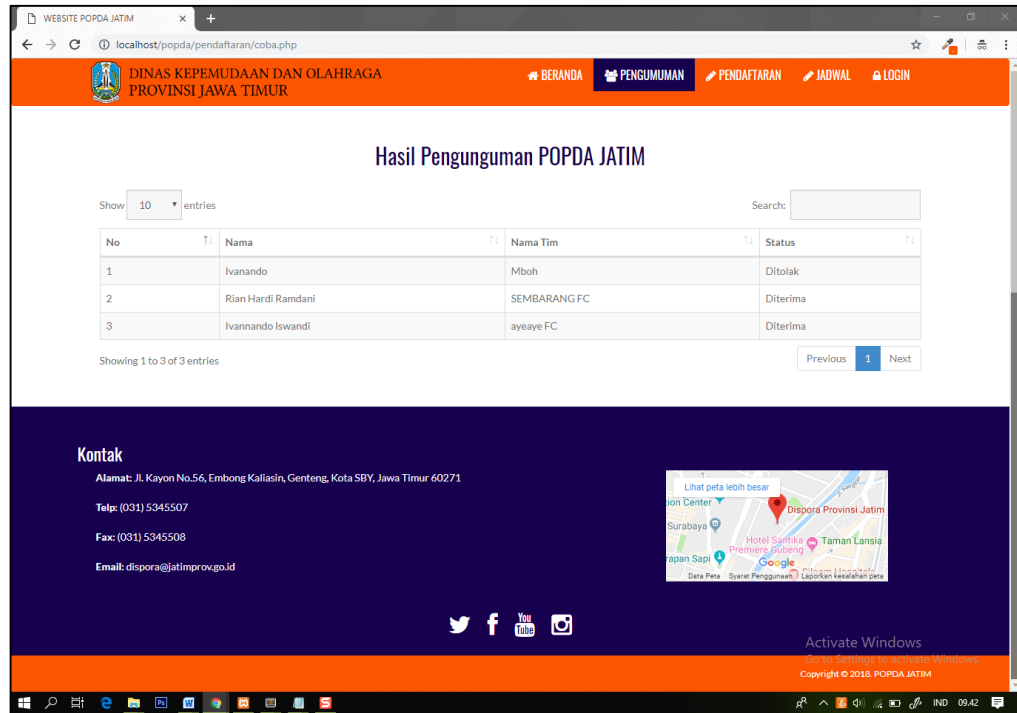 WEBSITE POPDA JATIM
localhost/popda/pendaftaran/coba.php
DINAS KEPEMUDAAN DAN OLAHRAGA
PROVINSI JAWA TIMUR
BERANDA PENGUMUMAN PENDAFTARAN JADWAL LOGIN
Hasil Pengunguman POPDA JATIM
Show 10 entries Search:
No Nama Nama Tim Status
1 Ivanando Mboh Ditolak
2 Rian Hardi Ramdani SEMBARANG FC Diterima
3 Ivannando Iswandi ayeaye FC Diterima
Showing 1 to 3 of 3 entries Previous 1 Next
Kontak
Alamat: Jl. Kayon No.56, Embong Kaliasin, Genteng, Kota SBY, Jawa Timur 60271
Telp: (031) 5345507
Fax: (031) 5345508
Email: dispora@jatimprov.go.id
Lihat peta lebih besar
tion Center
Dispora Provinsi Jatim
Surabaya
Hotel Santika
Premiere Gubeng
Taman Lansia
rapan Sapi
Google
Data Peta Syarat Penggunaan Laporkan kesalahan peta
You
Tube
Activate Windows
Go to Settings to activate Windows.
Copyright © 2018. POPDA JATIM
IND 09.42